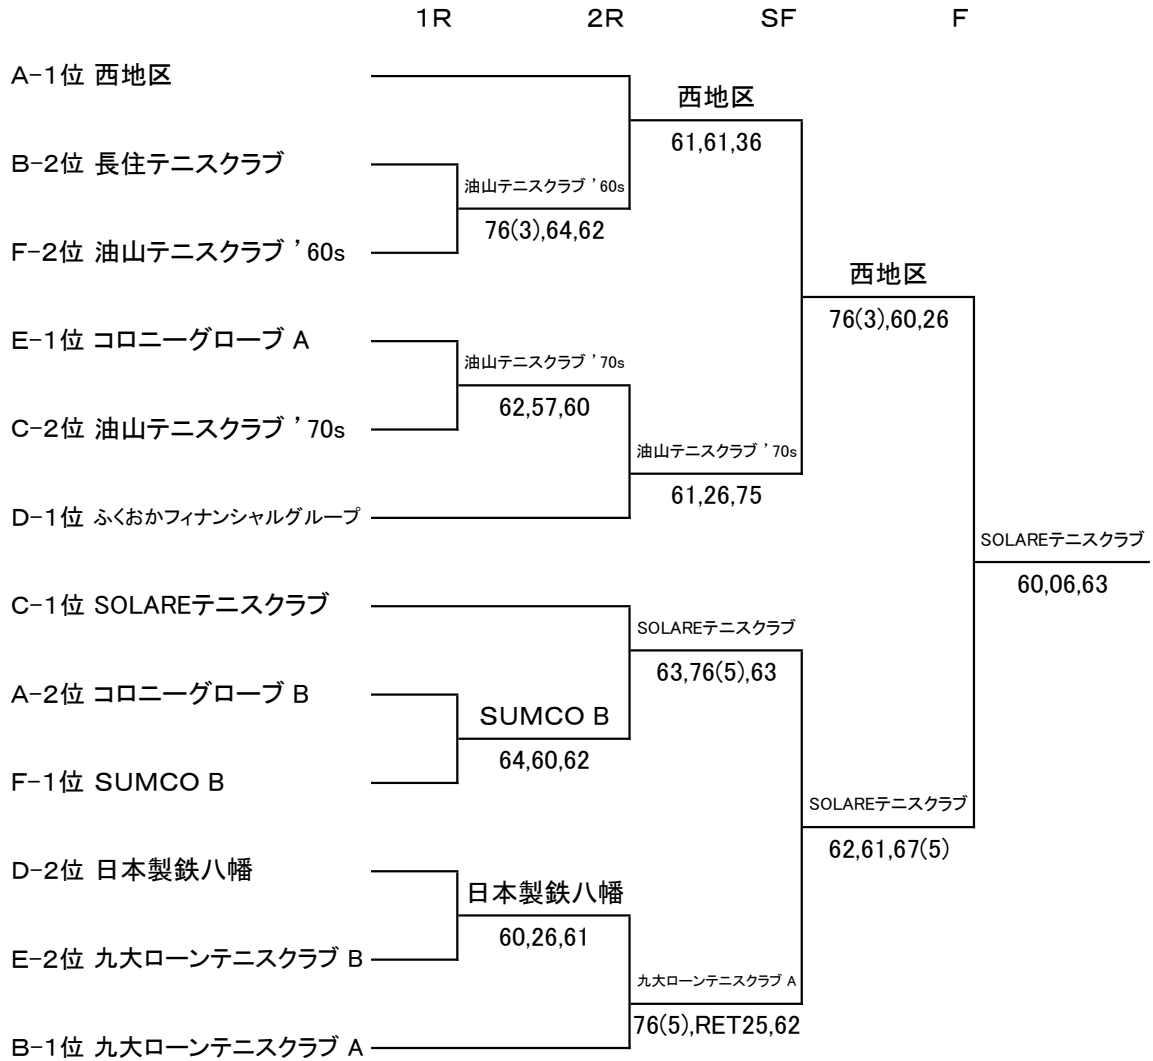 １R ２R SF F
A-１位 西地区
西地区
61,61,36
B-２位 長住テニスクラブ
油山テニスクラブ ’60s
76(3),64,62
F-２位 油山テニスクラブ ’60s
西地区
76(3),60,26
E-１位 コロニーグローブ A
油山テニスクラブ ’70s
62,57,60
C-２位 油山テニスクラブ ’70s
油山テニスクラブ ’70s
61,26,75
D-１位 ふくおかフィナンシャルグループ
SOLAREテニスクラブ
60,06,63
C-１位 SOLAREテニスクラブ
SOLAREテニスクラブ
63,76(5),63
A-２位 コロニーグローブ B
SUMCO B
64,60,62
F-１位 SUMCO B
SOLAREテニスクラブ
62,61,67(5)
D-２位 日本製鉄八幡
日本製鉄八幡
60,26,61
E-２位 九大ローンテニスクラブ B
九大ローンテニスクラブ A
76(5),RET25,62
B-１位 九大ローンテニスクラブ A